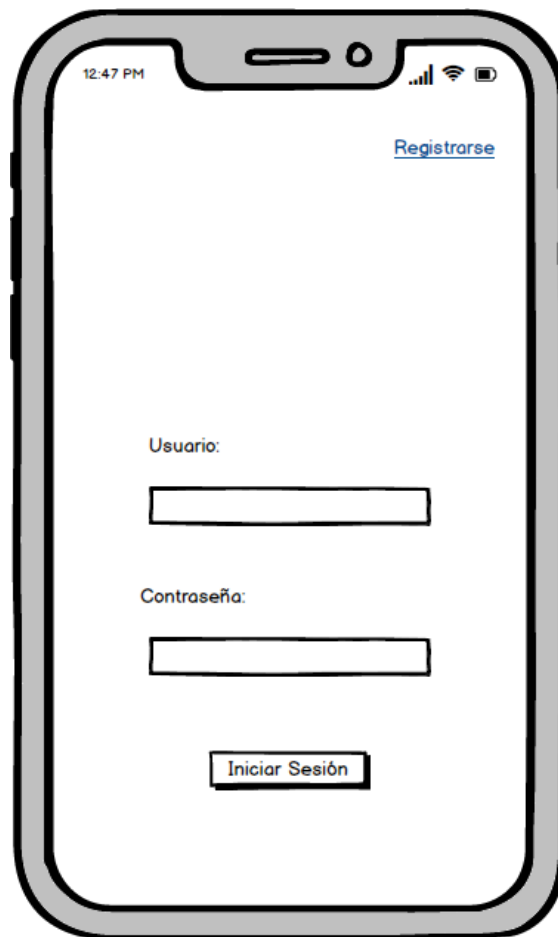 12:47 PM
Registrarse
Usuario:
Contraseña:
Iniciar Sesión